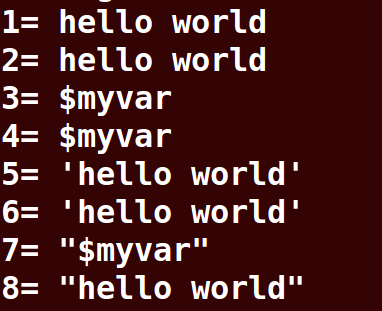 1= hello world
2= hello world
3= $myvar
4= $myvar
5= 'hello world'
6= 'hello world'
7= "$myvar"
8= "hello world"